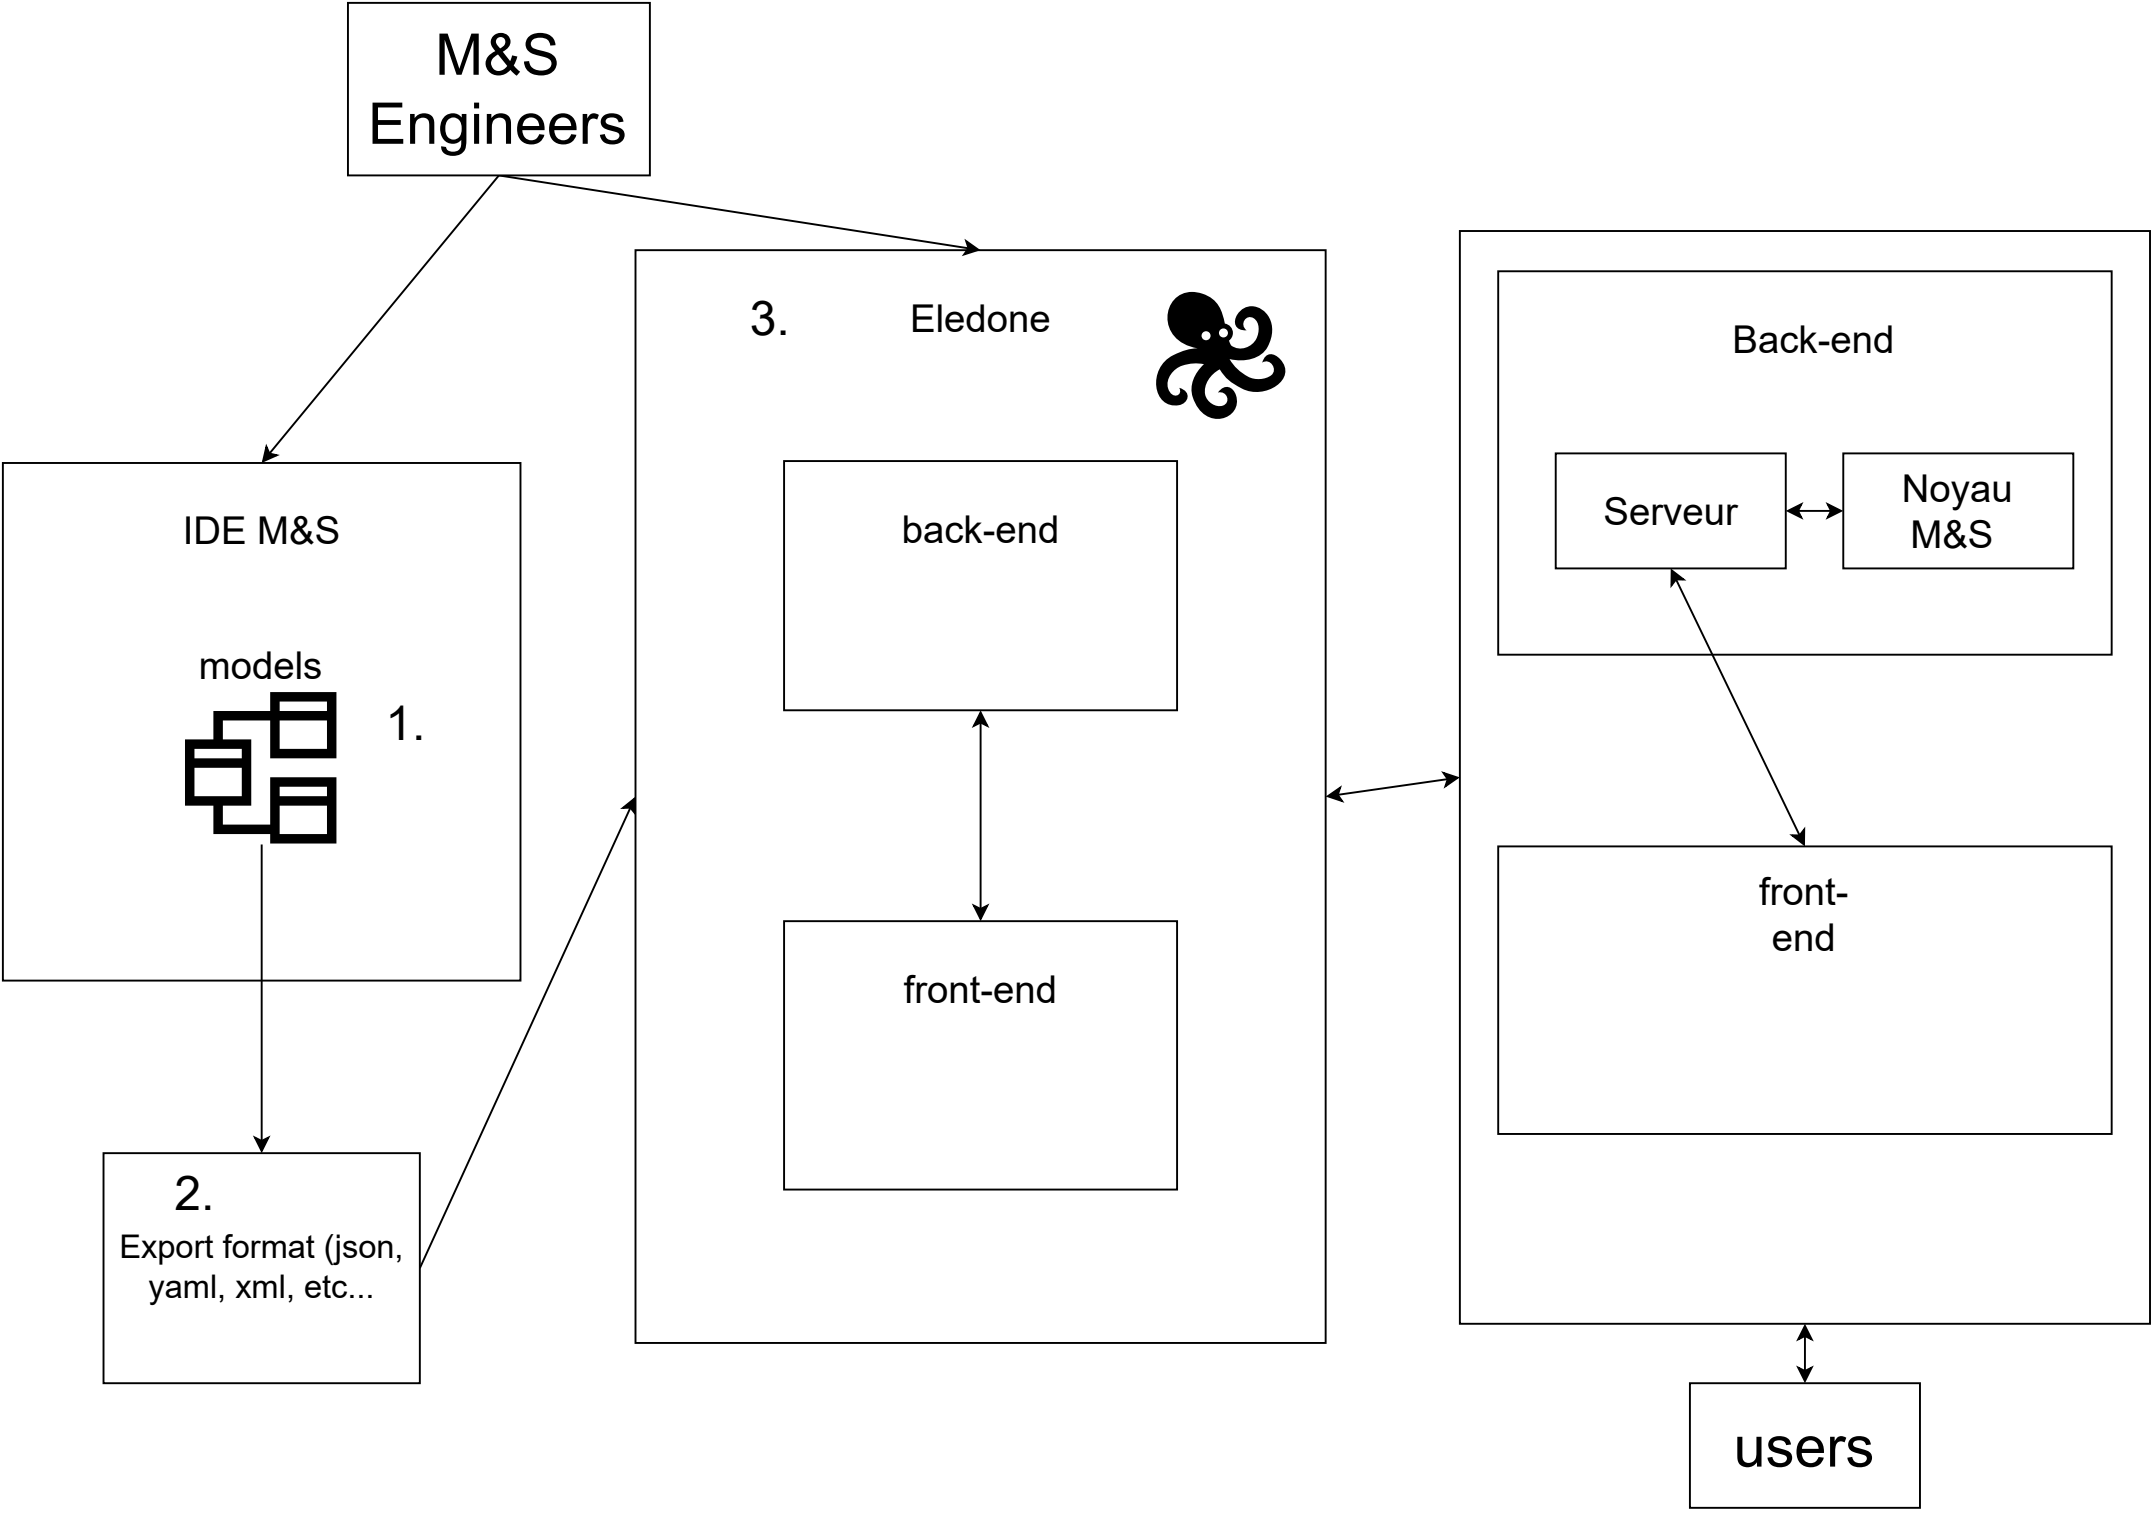 M&S
Engineers
IDE M&S
models
1.
2.
Export format (json,
yaml, xml, etc...
3.
Eledone
back-end
front-end
Back-end
Serveur
Noyau
M&S
front-
end
users